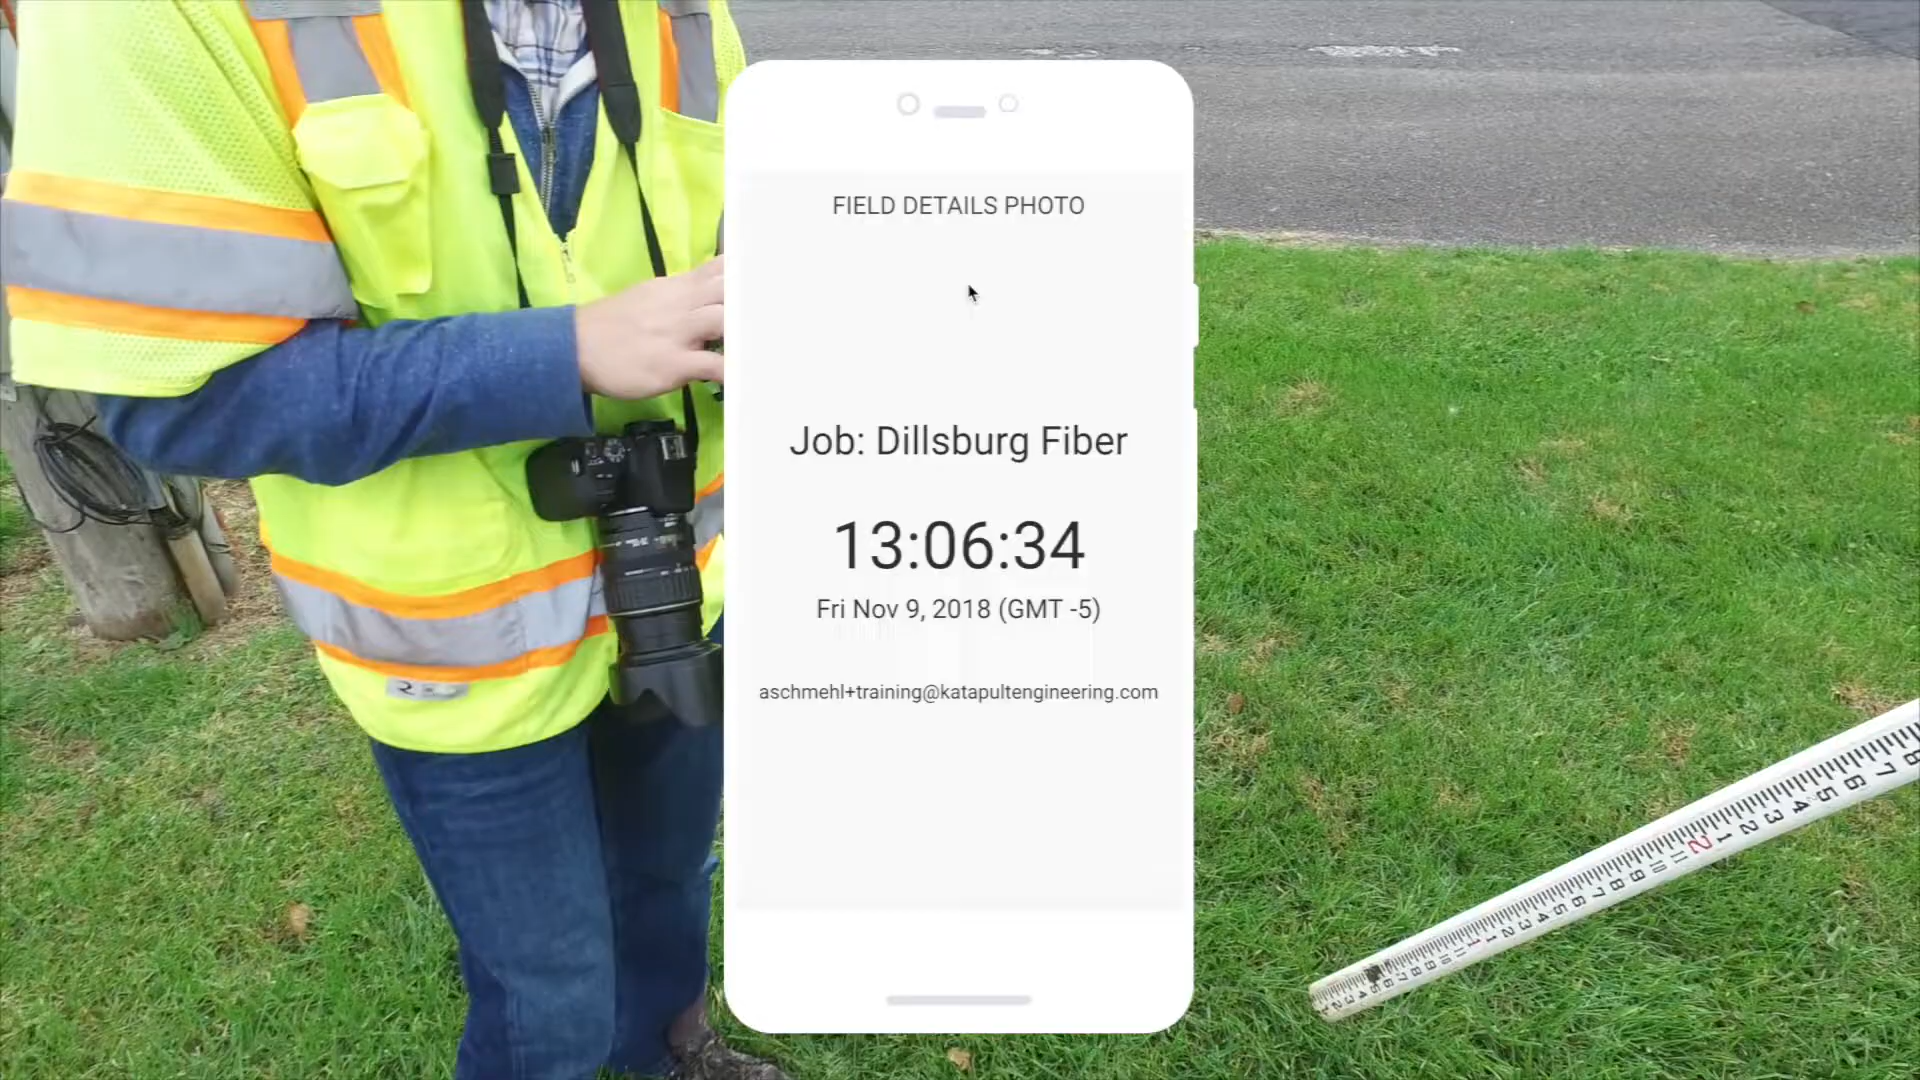 FIELD DETAILS PHOTO
Job: Dillsburg Fiber
13:06:34
Fri Nov 9, 2018 (GMT -5)
aschmehl+training@katapultengineering.com